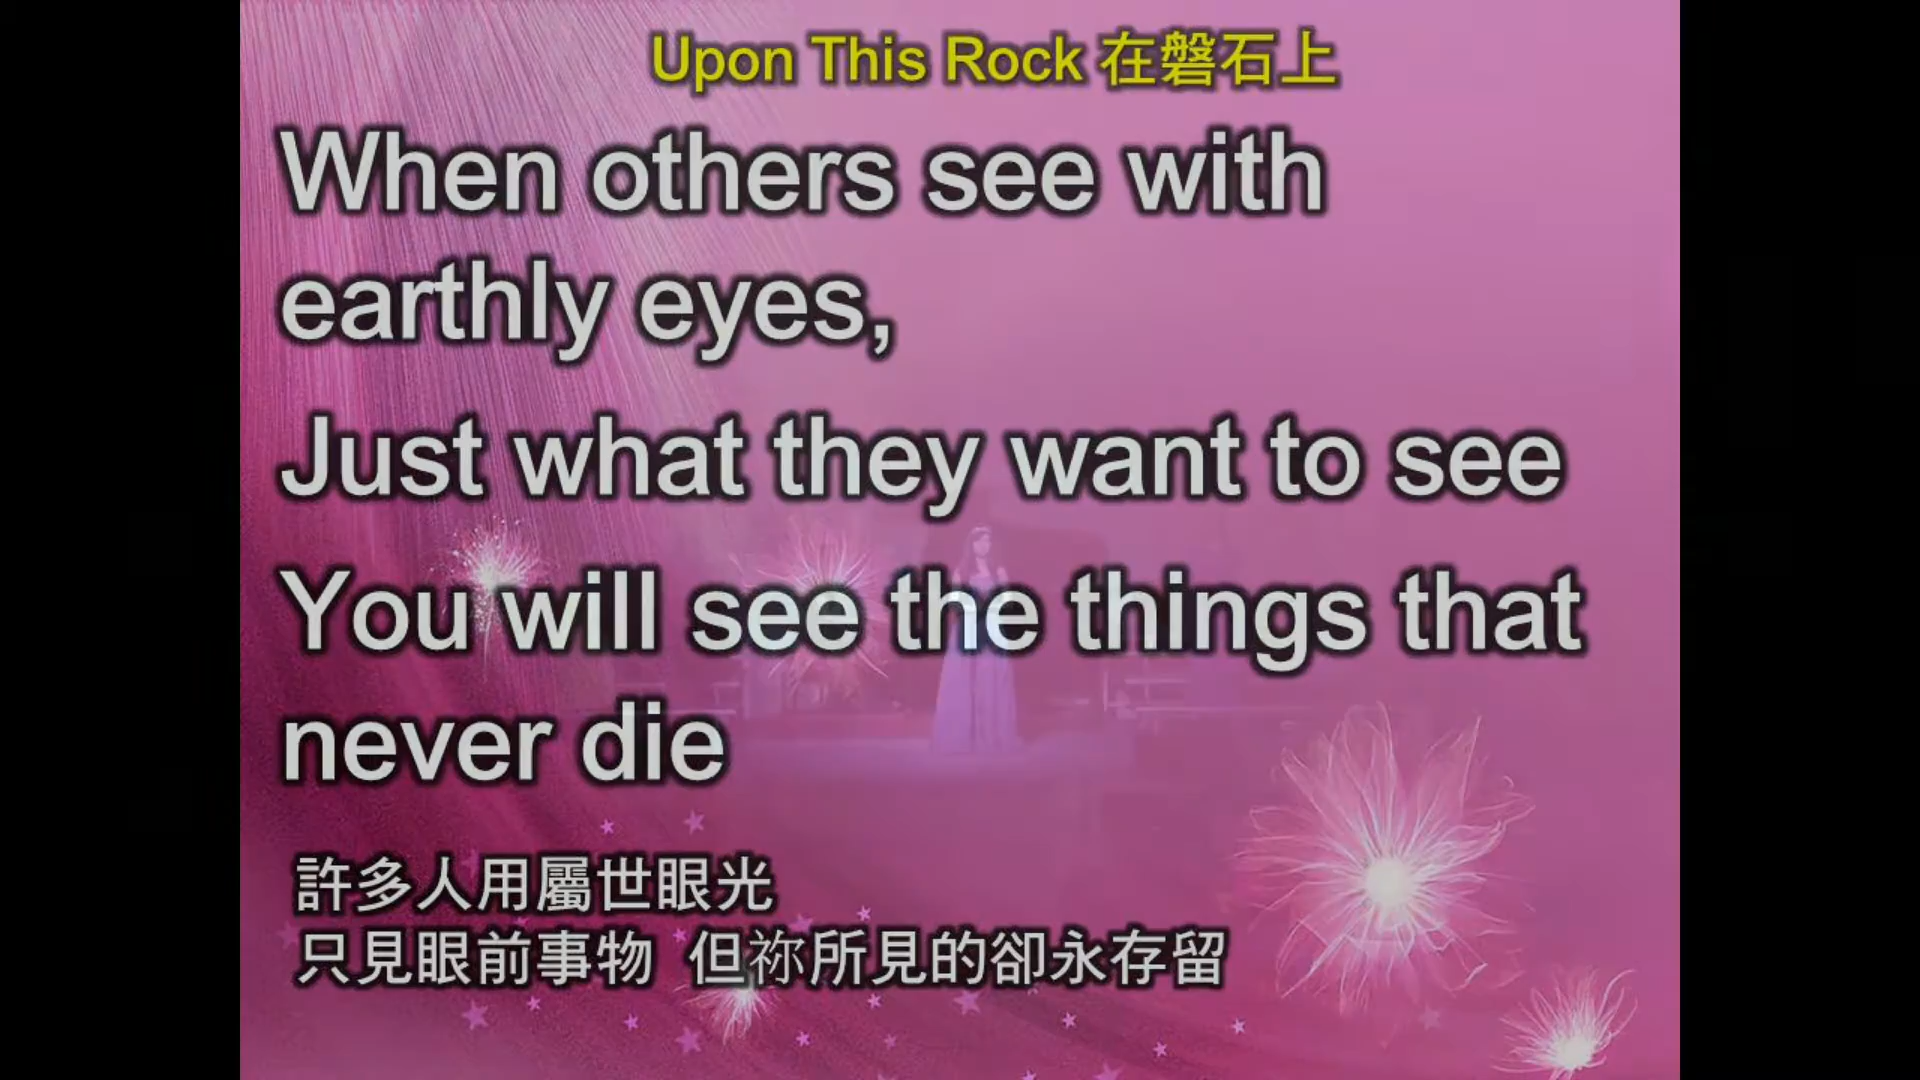 Upon This Rock 在磐石上
When others see with
earthly eyes,
Just what they want to see
You will see the things that
never die
許多人用屬世眼光
只見眼前事物 但祢所見的卻永存留